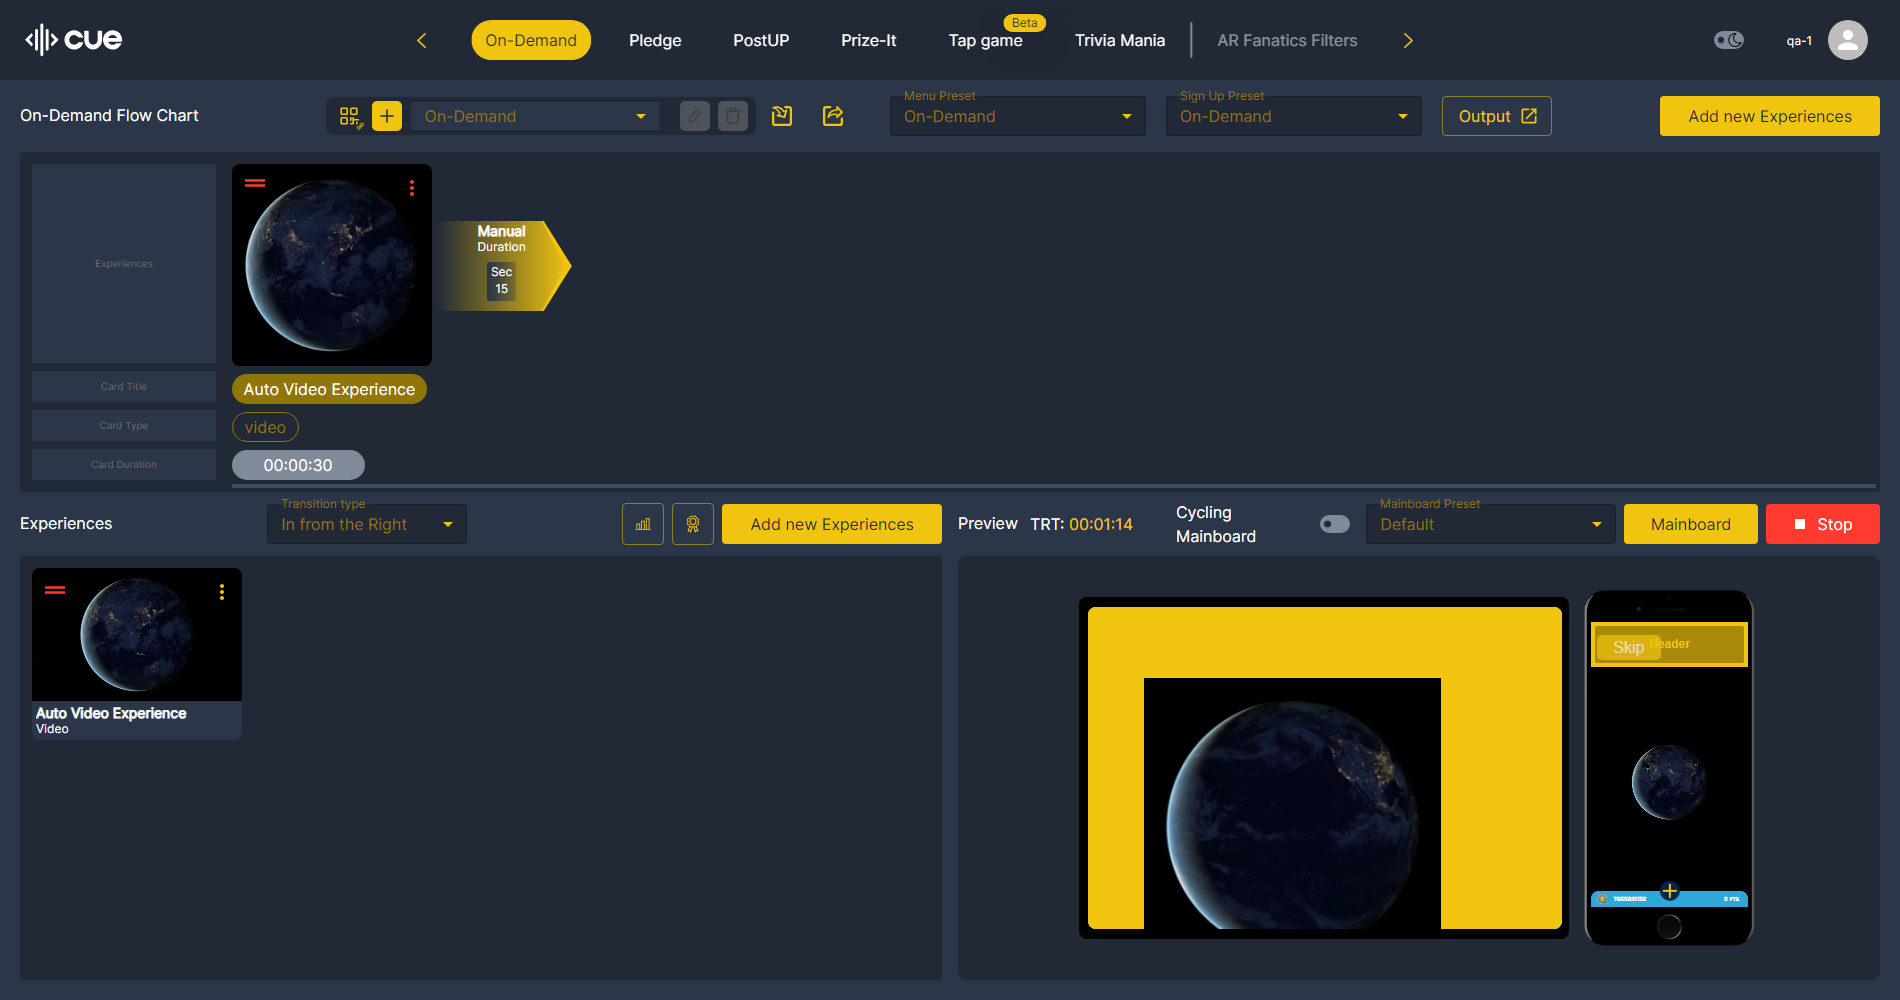 cue
On-Demand
Pledge
PostUP
Prize-It
Tap game
Beta
Trivia Mania
AR Fanatics Filters
qa-1
On-Demand Flow Chart
On-Demand
Menu Preset
On-Demand
Sign Up Preset
On-Demand
Output
Add new Experiences
Experiences
Manual
Duration
Sec
15
Card Title
Auto Video Experience
Card Type
video
Card Duration
00:00:30
Experiences
Transition type
In from the Right
Add new Experiences
Preview
TRT: 00:01:14
Cycling
Mainboard
Mainboard Preset
Default
Mainboard
Stop
Auto Video Experience
Video
Skip
Header
0 PTS.